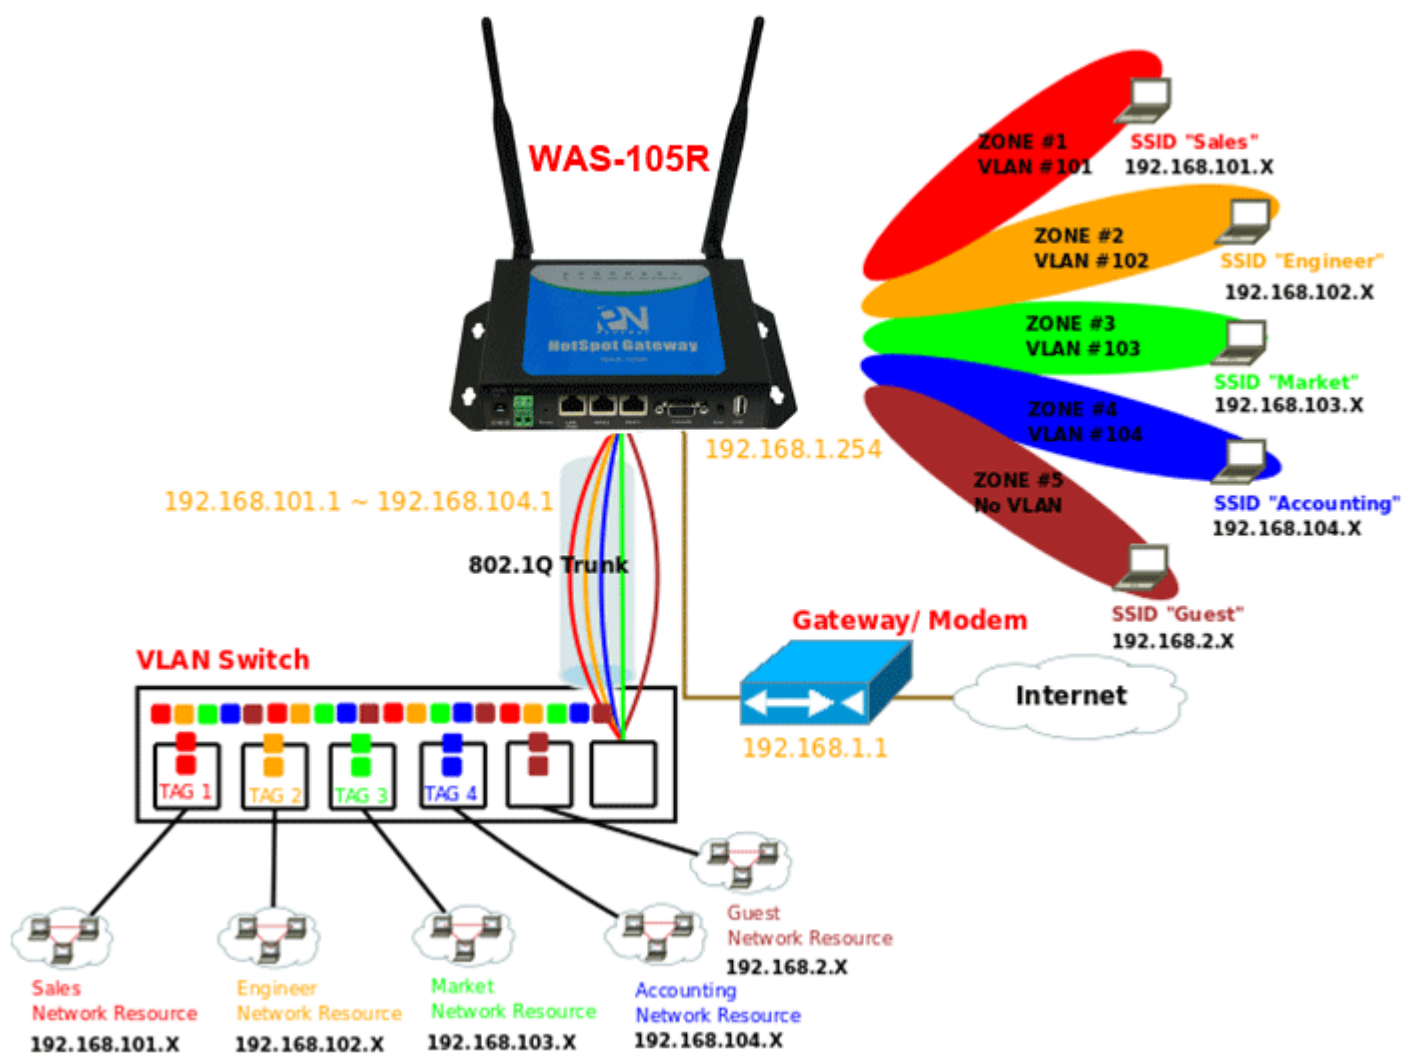 WAS-105R
PN
HotSpot Gateway
ZONE #1
VLAN #101
SSID "Sales"
192.168.101.X
ZONE #2
VLAN #102
SSID "Engineer"
192.168.102.X
ZONE #3
VLAN #103
SSID "Market"
192.168.103.X
ZONE #4
VLAN #104
SSID "Accounting"
192.168.104.X
ZONE #5
No VLAN
SSID "Guest"
192.168.2.X
192.168.1.254
192.168.101.1 ~ 192.168.104.1
802.1Q Trunk
Gateway/ Modem
Internet
192.168.1.1
VLAN Switch
TAG 1
TAG 2
TAG 3
TAG 4
Guest
Network Resource
192.168.2.X
Sales
Network Resource
192.168.101.X
Engineer
Network Resource
192.168.102.X
Market
Network Resource
192.168.103.X
Accounting
Network Resource
192.168.104.X